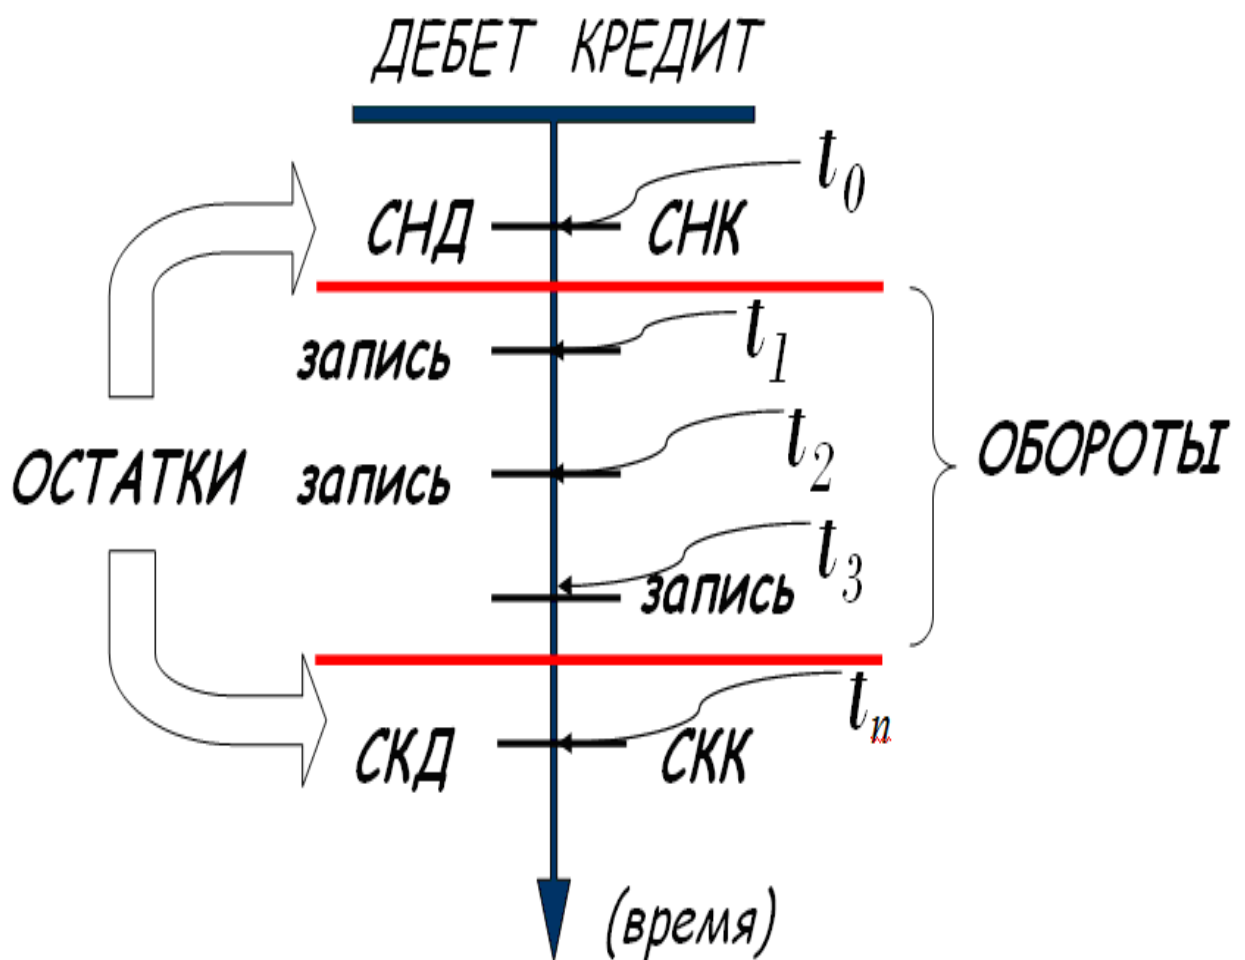 ДЕБЕТ КРЕДИТ
t0
СНД СНК
t1
запись
t2
ОСТАТКИ запись ОБОРОТЫ
t3
запись
tn
СКД СКК
(время)